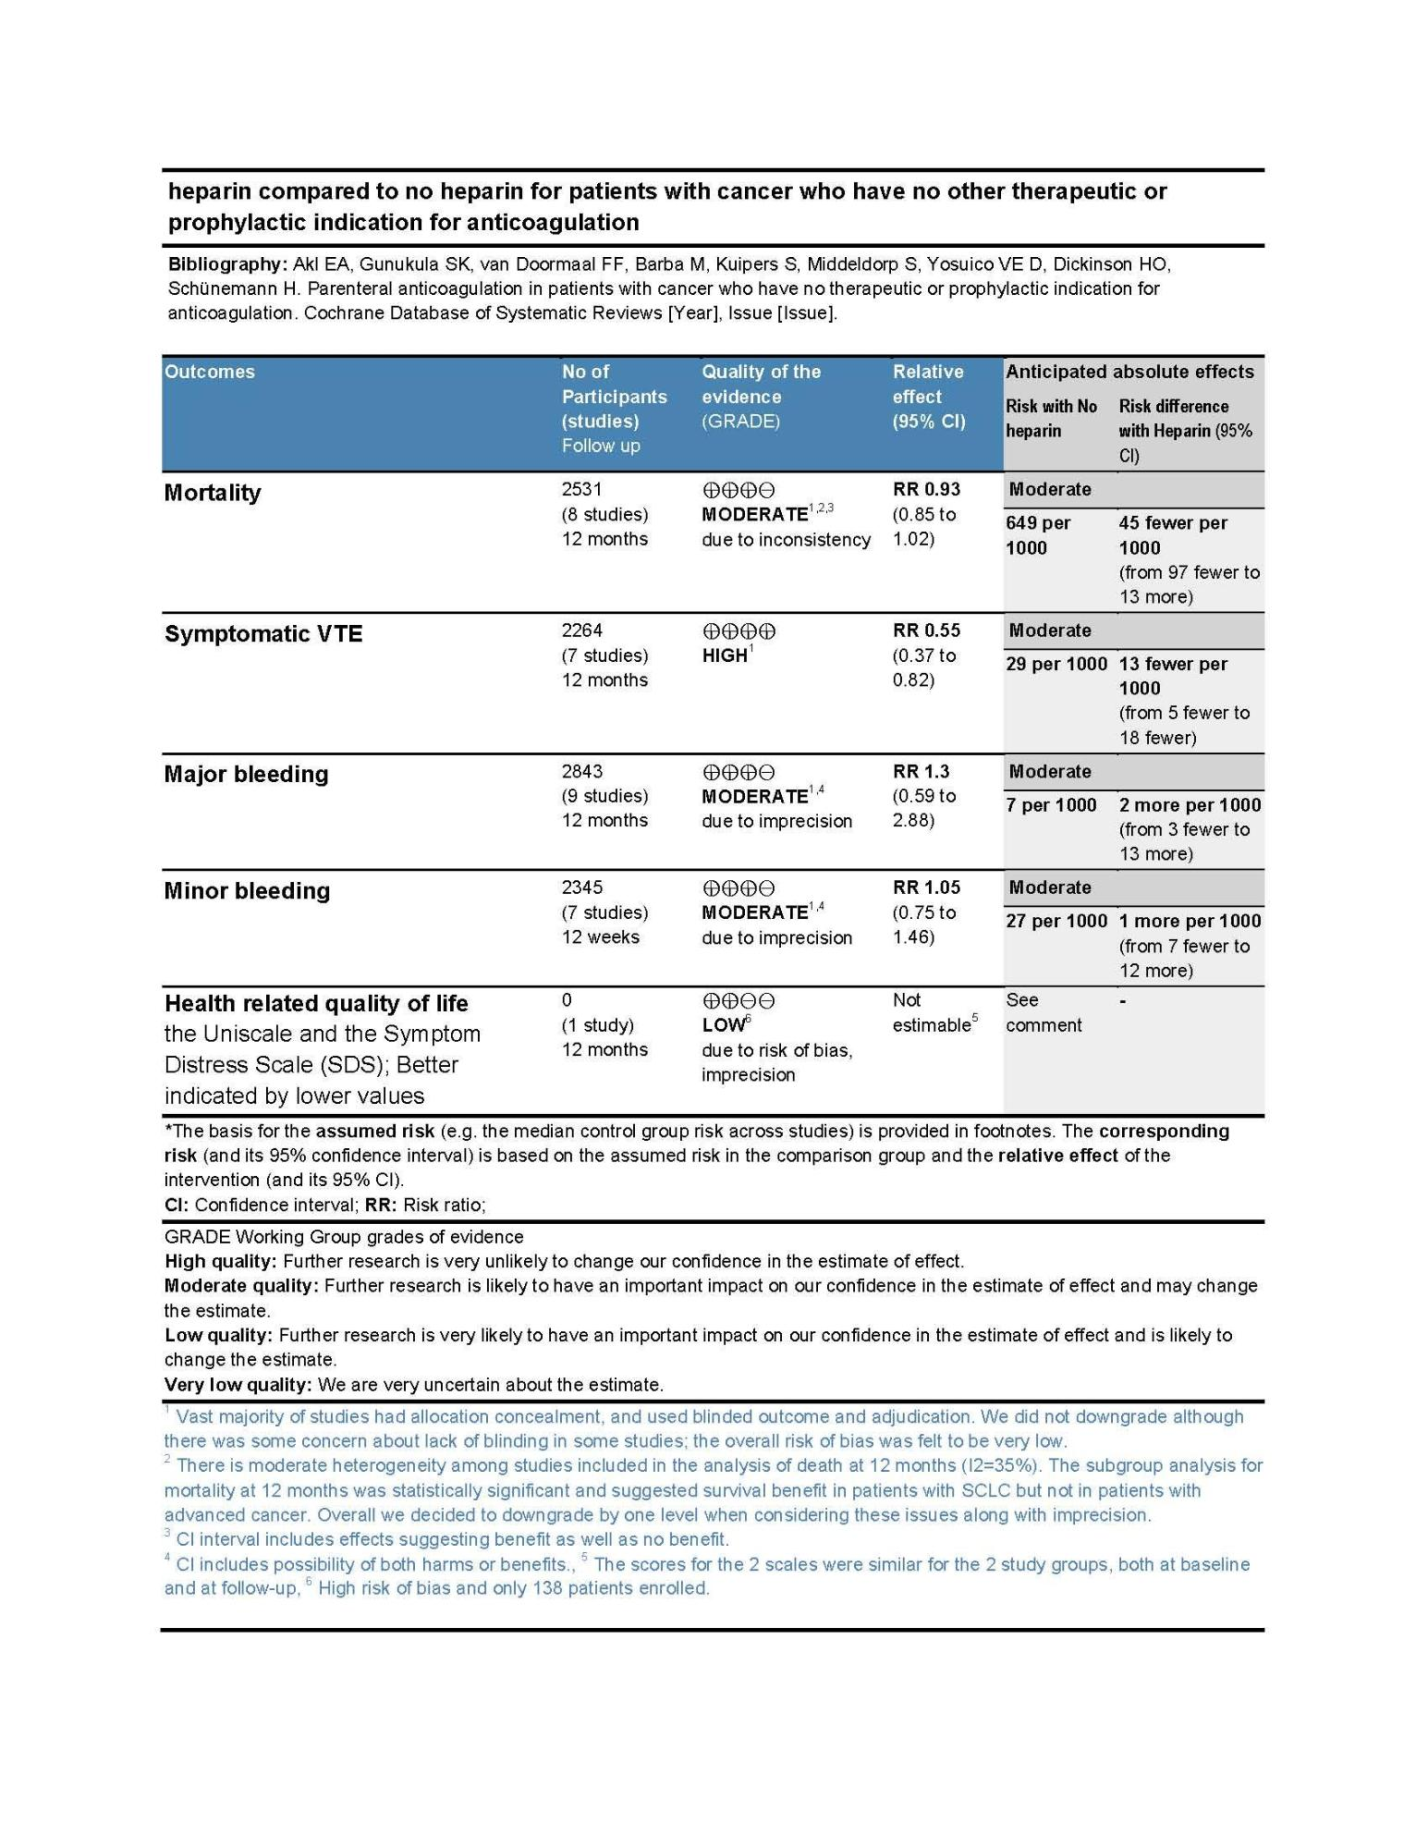 heparin compared to no heparin for patients with cancer who have no other therapeutic or
prophylactic indication for anticoagulation
Bibliography: Akl EA, Gunukula SK, van Doormaal FF, Barba M, Kuipers S, Middeldorp S, Yosuico VE D, Dickinson HO,
Schünemann H. Parenteral anticoagulation in patients with cancer who have no therapeutic or prophylactic indication for
anticoagulation. Cochrane Database of Systematic Reviews [Year], Issue [Issue].
Outcomes
No of
Participants
(studies)
Follow up
Quality of the
evidence
(GRADE)
Relative
effect
(95% CI)
Anticipated absolute effects
Risk with No
heparin
Risk difference
with Heparin (95%
CI)
Mortality
2531
(8 studies)
12 months
⊕⊕⊕⊖
MODERATE1,2,3
due to inconsistency
RR 0.93
(0.85 to
1.02)
Moderate
649 per
1000
45 fewer per
1000
(from 97 fewer to
13 more)
Symptomatic VTE
2264
(7 studies)
12 months
⊕⊕⊕⊕
HIGH1
RR 0.55
(0.37 to
0.82)
Moderate
29 per 1000
13 fewer per
1000
(from 5 fewer to
18 fewer)
Major bleeding
2843
(9 studies)
12 months
⊕⊕⊕⊖
MODERATE1,4
due to imprecision
RR 1.3
(0.59 to
2.88)
Moderate
7 per 1000
2 more per 1000
(from 3 fewer to
13 more)
Minor bleeding
2345
(7 studies)
12 weeks
⊕⊕⊕⊖
MODERATE1,4
due to imprecision
RR 1.05
(0.75 to
1.46)
Moderate
27 per 1000
1 more per 1000
(from 7 fewer to
12 more)
Health related quality of life
the Uniscale and the Symptom
Distress Scale (SDS); Better
indicated by lower values
0
(1 study)
12 months
⊕⊕⊖⊖
LOW6
due to risk of bias,
imprecision
Not
estimable5
See
comment
-
*The basis for the assumed risk (e.g. the median control group risk across studies) is provided in footnotes. The corresponding
risk (and its 95% confidence interval) is based on the assumed risk in the comparison group and the relative effect of the
intervention (and its 95% CI).
CI: Confidence interval; RR: Risk ratio;
GRADE Working Group grades of evidence
High quality: Further research is very unlikely to change our confidence in the estimate of effect.
Moderate quality: Further research is likely to have an important impact on our confidence in the estimate of effect and may change
the estimate.
Low quality: Further research is very likely to have an important impact on our confidence in the estimate of effect and is likely to
change the estimate.
Very low quality: We are very uncertain about the estimate.
1 Vast majority of studies had allocation concealment, and used blinded outcome and adjudication. We did not downgrade although
there was some concern about lack of blinding in some studies; the overall risk of bias was felt to be very low.
2 There is moderate heterogeneity among studies included in the analysis of death at 12 months (I2=35%). The subgroup analysis for
mortality at 12 months was statistically significant and suggested survival benefit in patients with SCLC but not in patients with
advanced cancer. Overall we decided to downgrade by one level when considering these issues along with imprecision.
3 CI interval includes effects suggesting benefit as well as no benefit.
4 CI includes possibility of both harms or benefits., 5 The scores for the 2 scales were similar for the 2 study groups, both at baseline
and at follow-up, 6 High risk of bias and only 138 patients enrolled.